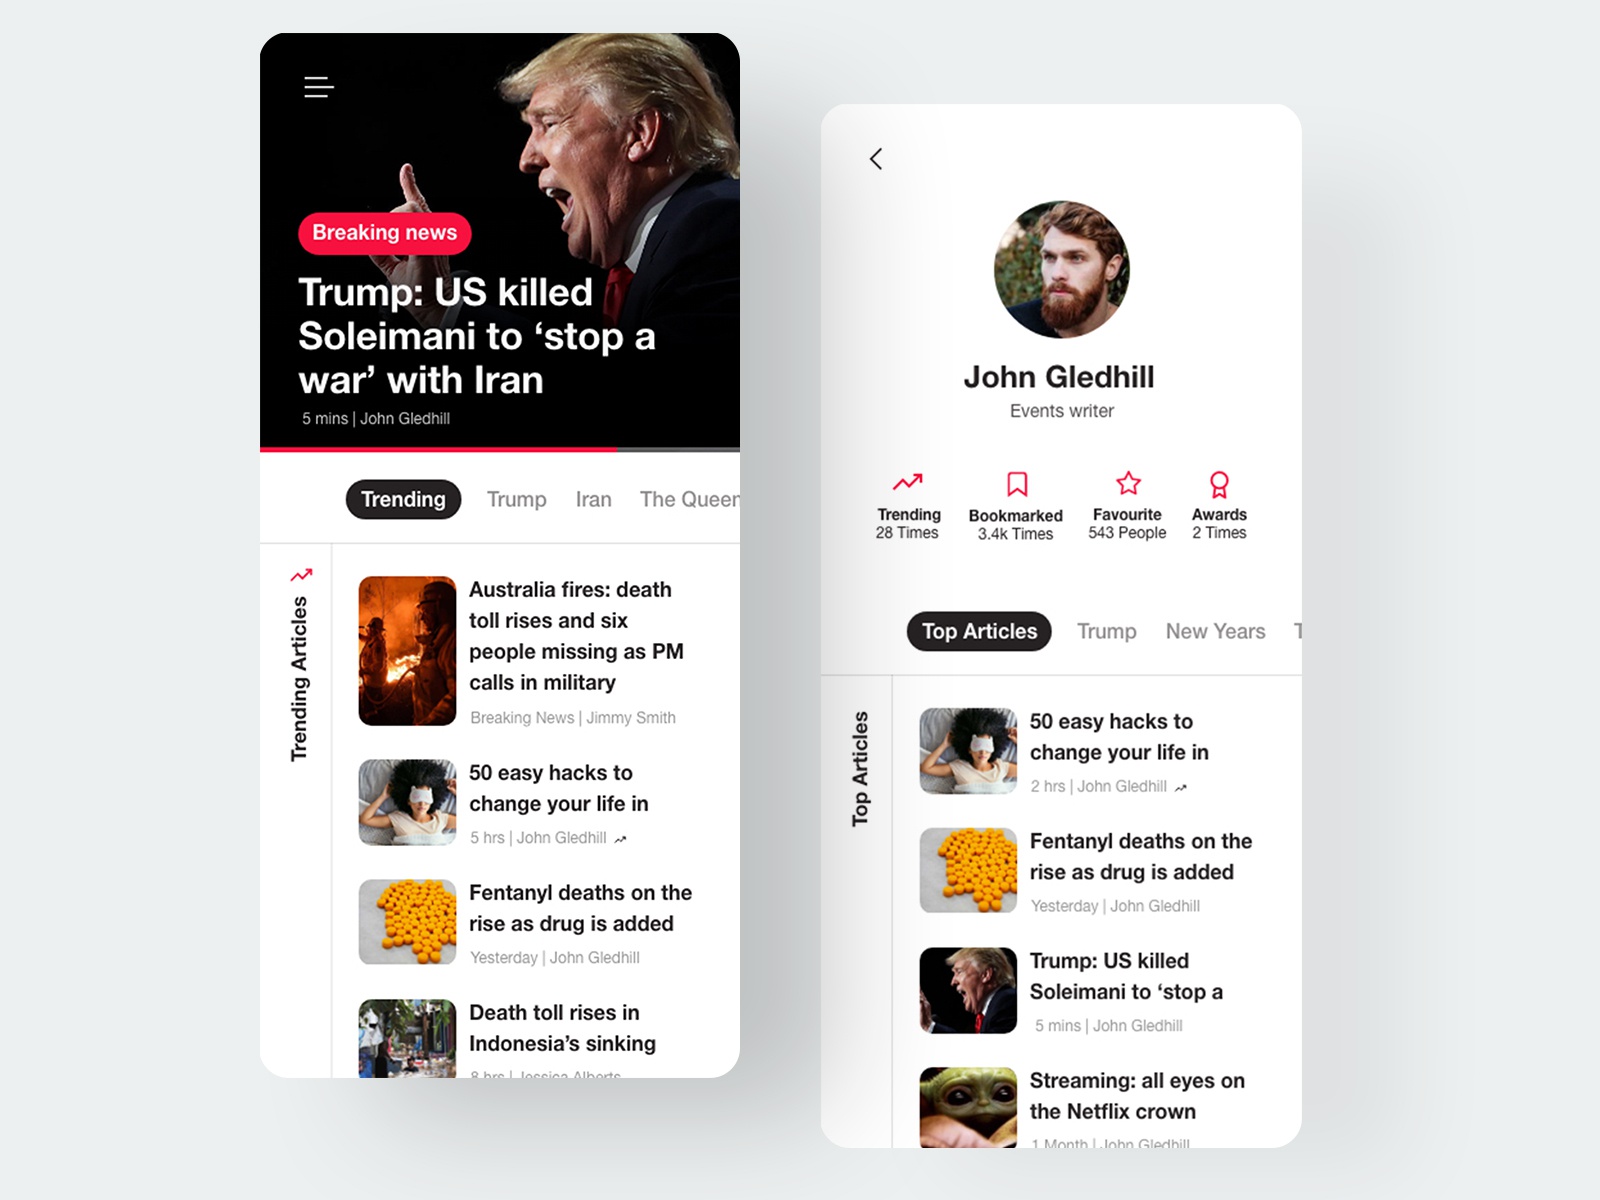 Breaking news
Trump: US killed
Soleimani to ‘stop a
war’ with Iran
5 mins | John Gledhill
Trending Trump Iran The Queen
Trending Articles
Australia fires: death
toll rises and six
people missing as PM
calls in military
Breaking News | Jimmy Smith
50 easy hacks to
change your life in
5 hrs | John Gledhill
Fentanyl deaths on the
rise as drug is added
Yesterday | John Gledhill
Death toll rises in
Indonesia’s sinking
8 hrs | Jessica Alberts
John Gledhill
Events writer
Trending
28 Times
Bookmarked
3.4k Times
Favourite
543 People
Awards
2 Times
Top Articles Trump New Years T
Top Articles
50 easy hacks to
change your life in
2 hrs | John Gledhill
Fentanyl deaths on the
rise as drug is added
Yesterday | John Gledhill
Trump: US killed
Soleimani to ‘stop a
5 mins | John Gledhill
Streaming: all eyes on
the Netflix crown
1 Month | John Gledhill